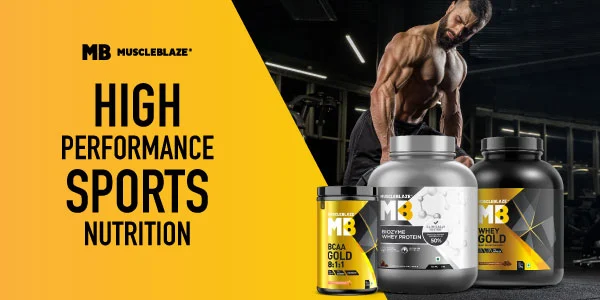 MB MUSCLEBLAZE®
HIGH
PERFORMANCE
SPORTS
NUTRITION
MUSCLEBLAZE
MB
BCAA
GOLD
8:1:1
MUSCLEBLAZE
MB
BIOZYME
WHEY PROTEIN
50%
MUSCLEBLAZE
MB
WHEY
GOLD